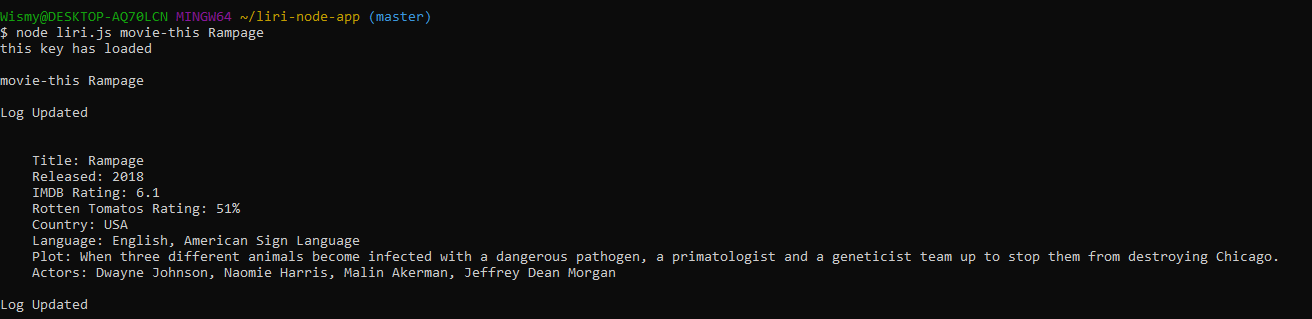 Wismy@DESKTOP-AQ70LCN MINGW64 ~/liri-node-app (master)
$ node liri.js movie-this Rampage
this key has loaded
movie-this Rampage
Log Updated
Title: Rampage
Released: 2018
IMDB Rating: 6.1
Rotten Tomatos Rating: 51%
Country: USA
Language: English, American Sign Language
Plot: When three different animals become infected with a dangerous pathogen, a primatologist and a geneticist team up to stop them from destroying Chicago.
Actors: Dwayne Johnson, Naomie Harris, Malin Akerman, Jeffrey Dean Morgan
Log Updated